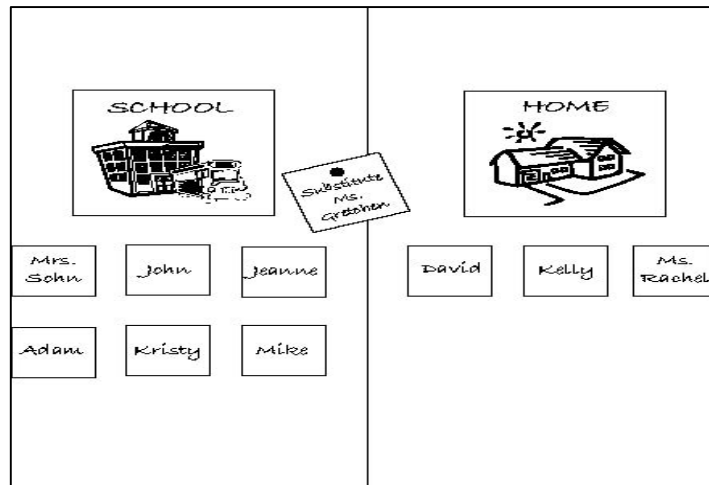 SCHOOL
HOME
Substitute
Ms.
Gretchen
Mrs.
Sohn
John
Jeanne
David
Kelly
Ms.
Rachel
Adam
Kristy
Mike